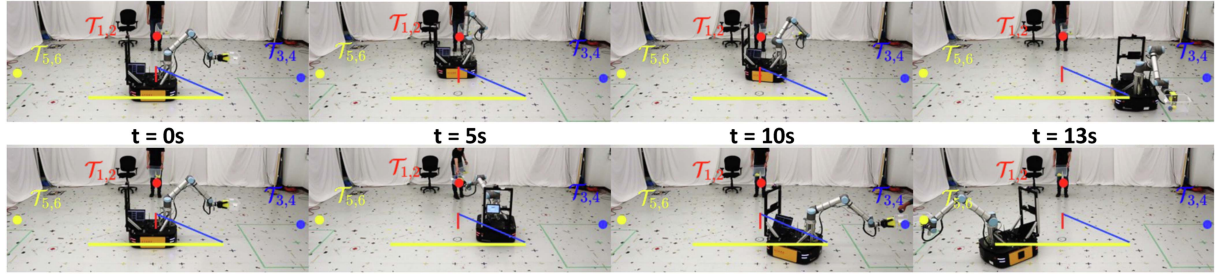 𝒯1,2 𝒯5,6 𝒯3,4
𝒯1,2 𝒯5,6 𝒯3,4
𝒯1,2 𝒯5,6 𝒯3,4
𝒯1,2 𝒯5,6 𝒯3,4
t = 0s t = 5s t = 10s t = 13s
𝒯1,2 𝒯5,6 𝒯3,4
𝒯1,2 𝒯5,6 𝒯3,4
𝒯1,2 𝒯5,6 𝒯3,4
𝒯1,2 𝒯5,6 𝒯3,4